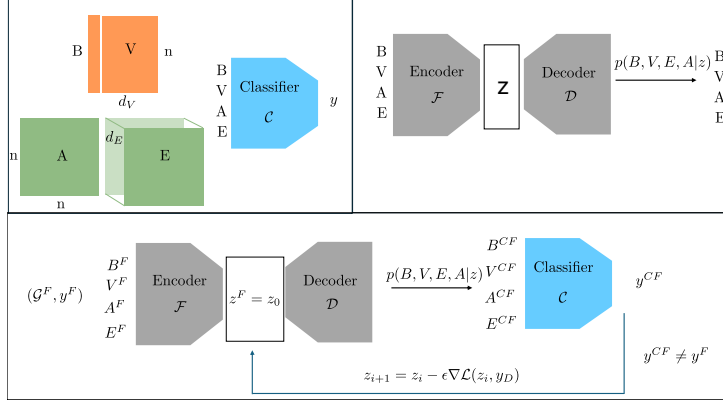 B
V
n
d_V
A
d_E
E
n
n
B
V
A
E
Classifier
𝒞
y
B
V
A
E
Encoder
ℱ
z
Decoder
𝒟
p(B, V, E, A|z)
B
V
A
E
(𝒢^F, y^F)
B^F
V^F
A^F
E^F
Encoder
ℱ
z^F = z_0
Decoder
𝒟
p(B, V, E, A|z)
B^{CF}
V^{CF}
A^{CF}
E^{CF}
Classifier
𝒞
y^{CF}
y^{CF} ≠ y^F
z_{i+1} = z_i − ϵ∇ℒ(z_i, y_D)